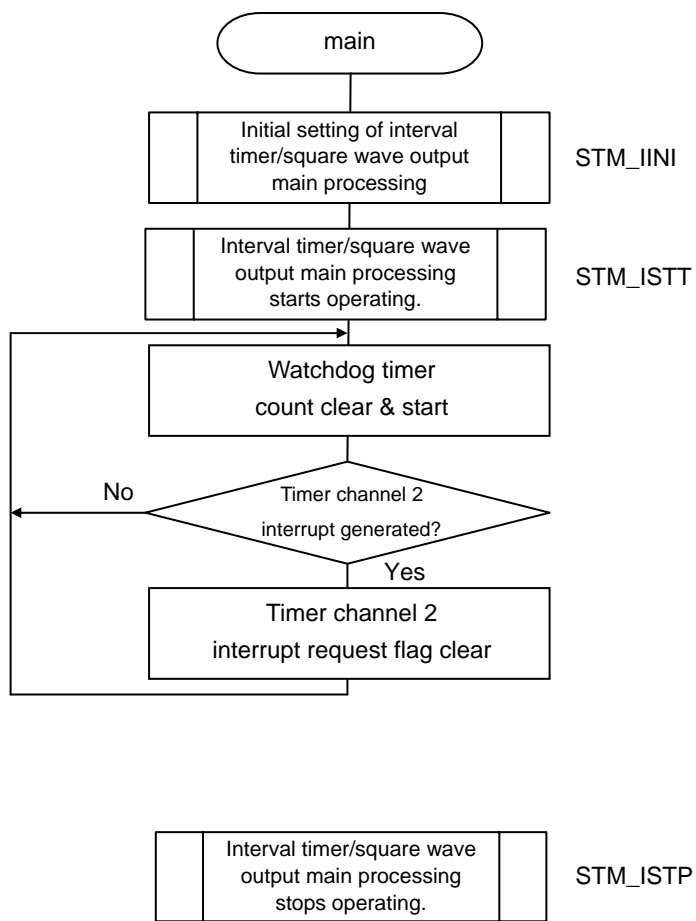 main
Initial setting of interval
timer/square wave output
main processing
STM_IINI
Interval timer/square wave
output main processing
starts operating.
STM_ISTT
Watchdog timer
count clear & start
No
Timer channel 2
interrupt generated?
Yes
Timer channel 2
interrupt request flag clear
Interval timer/square wave
output main processing
stops operating.
STM_ISTP